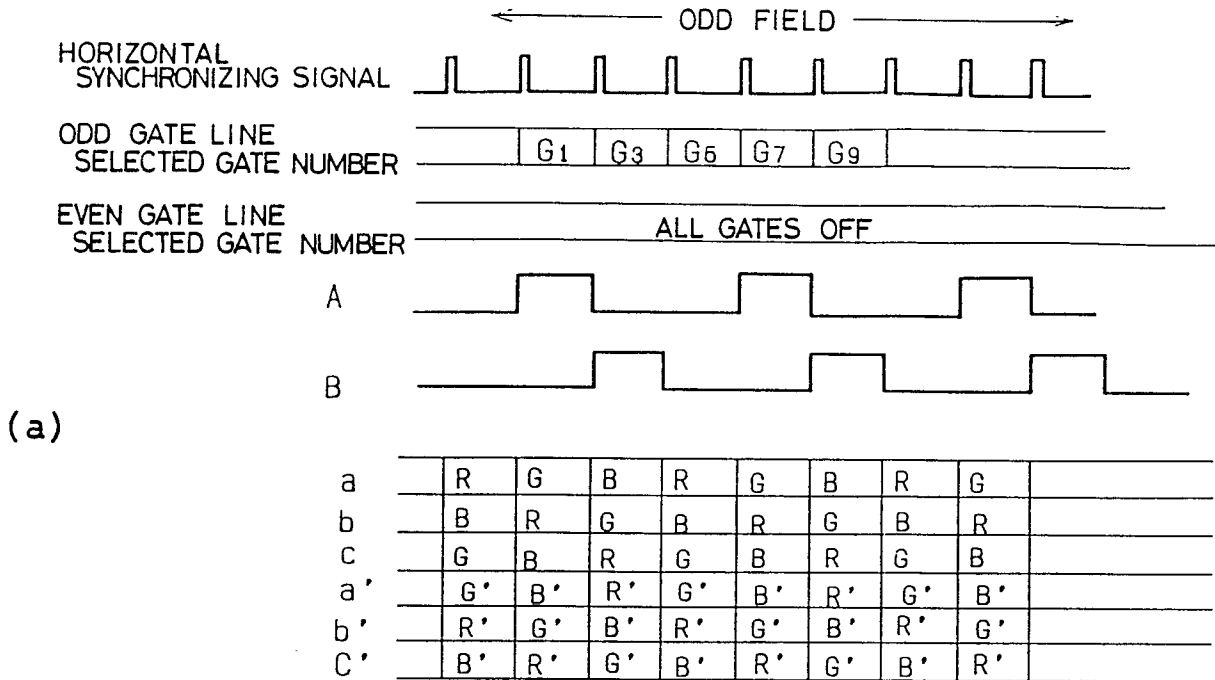 ODD FIELD
HORIZONTAL
SYNCHRONIZING SIGNAL
ODD GATE LINE
SELECTED GATE NUMBER
G1 G3 G5 G7 G9
EVEN GATE LINE
SELECTED GATE NUMBER
ALL GATES OFF
A
B
(a)
a R G B R G B R G
b B R G B R G B R
c G B R G B R G B
a' G' B' R' G' B' R' G' B'
b' R' G' B' R' G' B' R' G'
C' B' R' G' B' R' G' B' R'